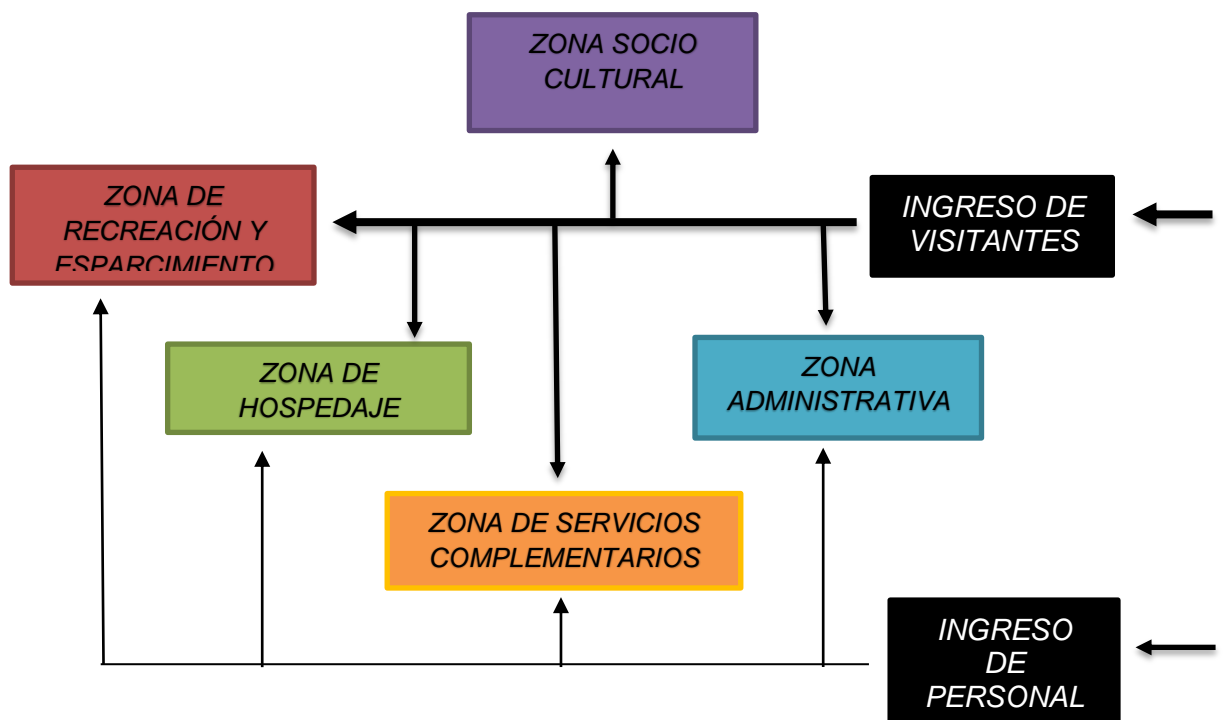 ZONA SOCIO
CULTURAL
ZONA DE
RECREACIÓN Y
ESPARCIMIENTO
INGRESO DE
VISITANTES
ZONA DE
HOSPEDAJE
ZONA
ADMINISTRATIVA
ZONA DE SERVICIOS
COMPLEMENTARIOS
INGRESO
DE
PERSONAL